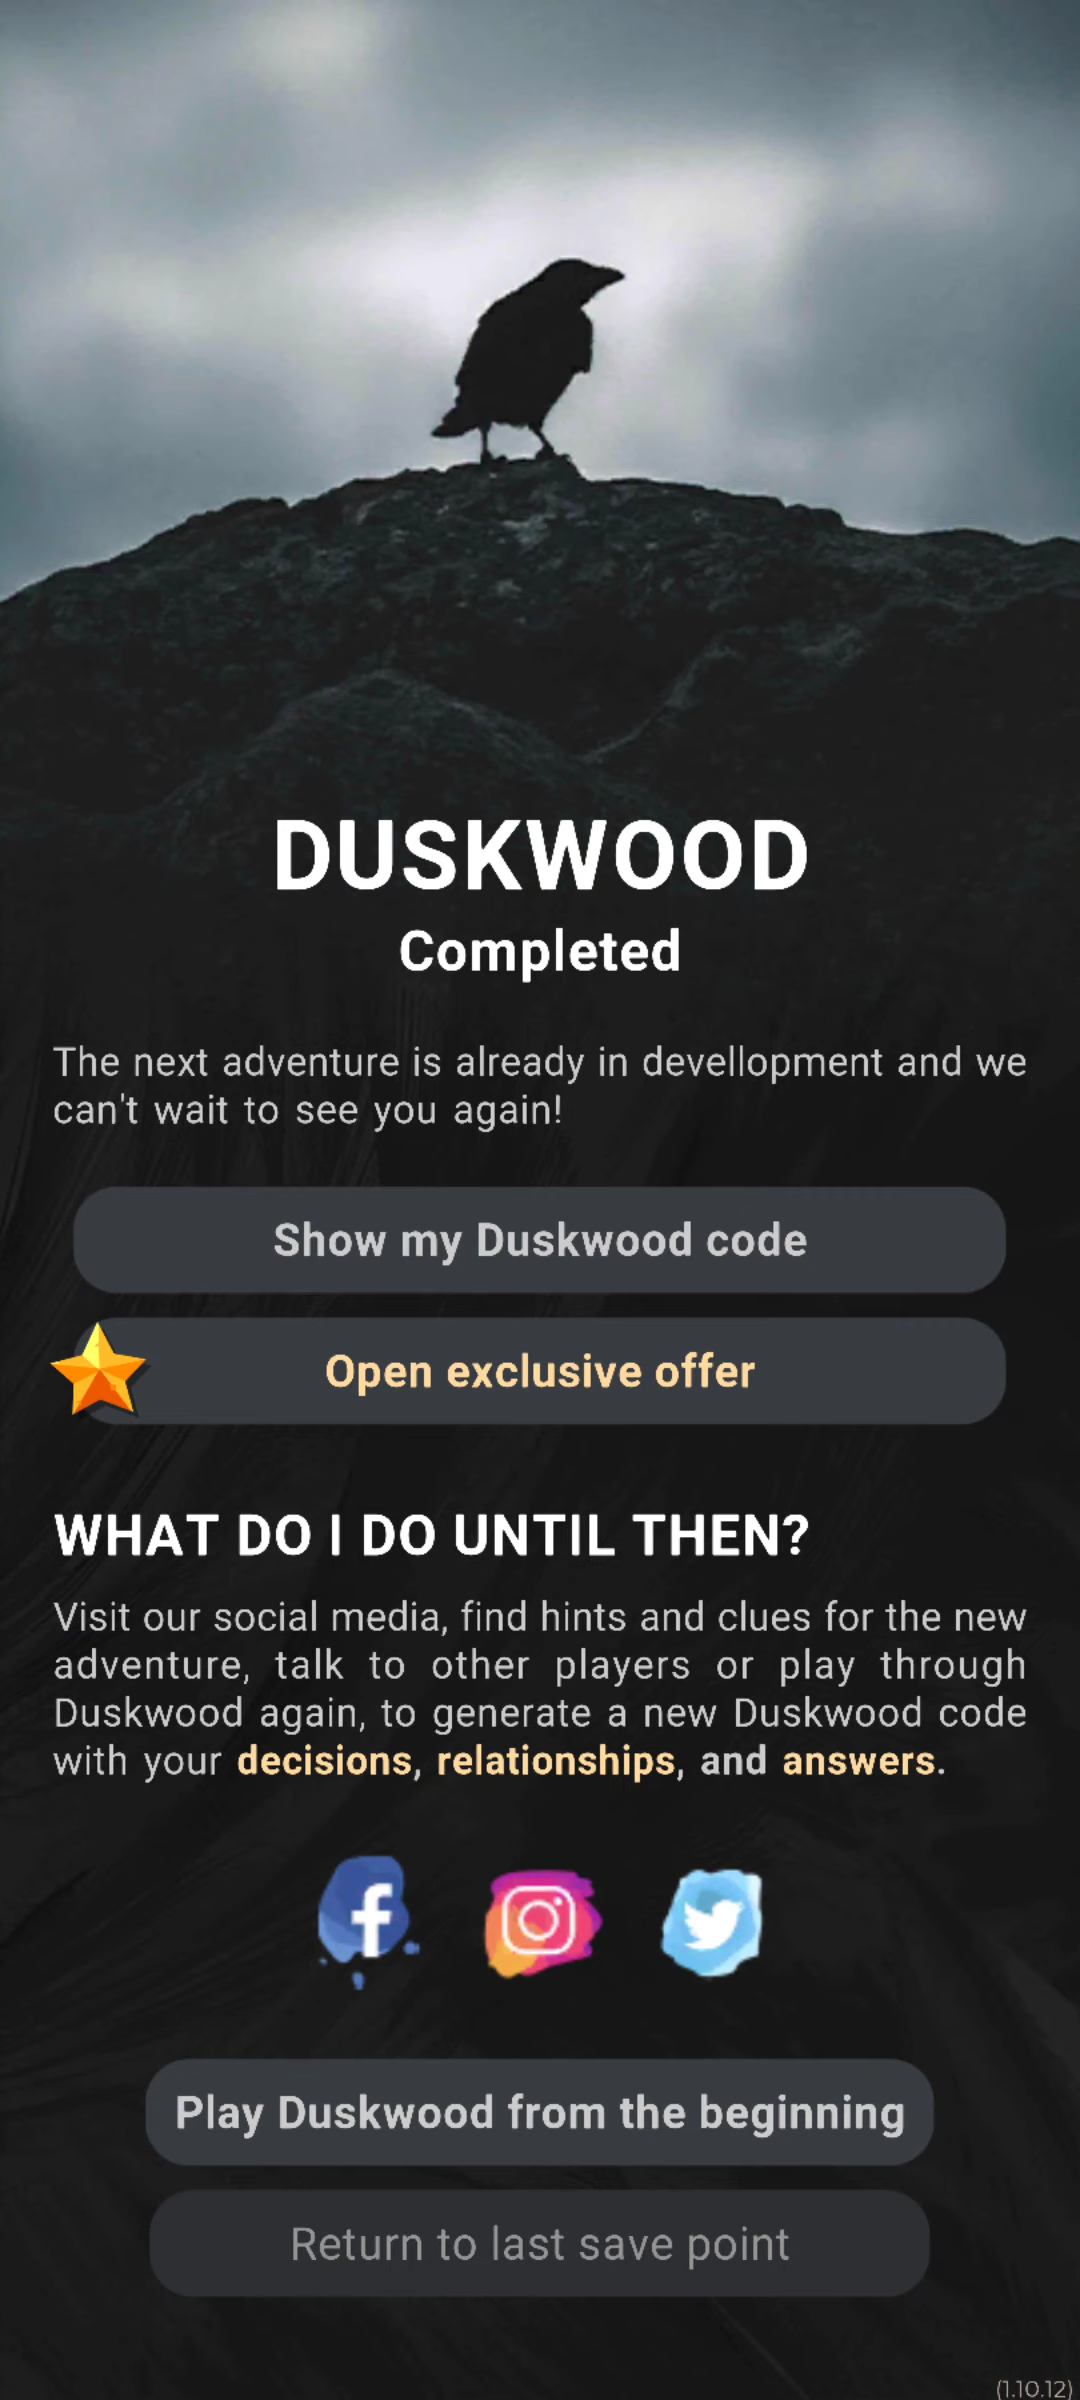 DUSKWOOD
Completed
The next adventure is already in devellopment and we
can't wait to see you again!
Show my Duskwood code
Open exclusive offer
WHAT DO I DO UNTIL THEN?
Visit our social media, find hints and clues for the new
adventure, talk to other players or play through
Duskwood again, to generate a new Duskwood code
with your decisions, relationships, and answers.
Play Duskwood from the beginning
Return to last save point
(1.10.12)